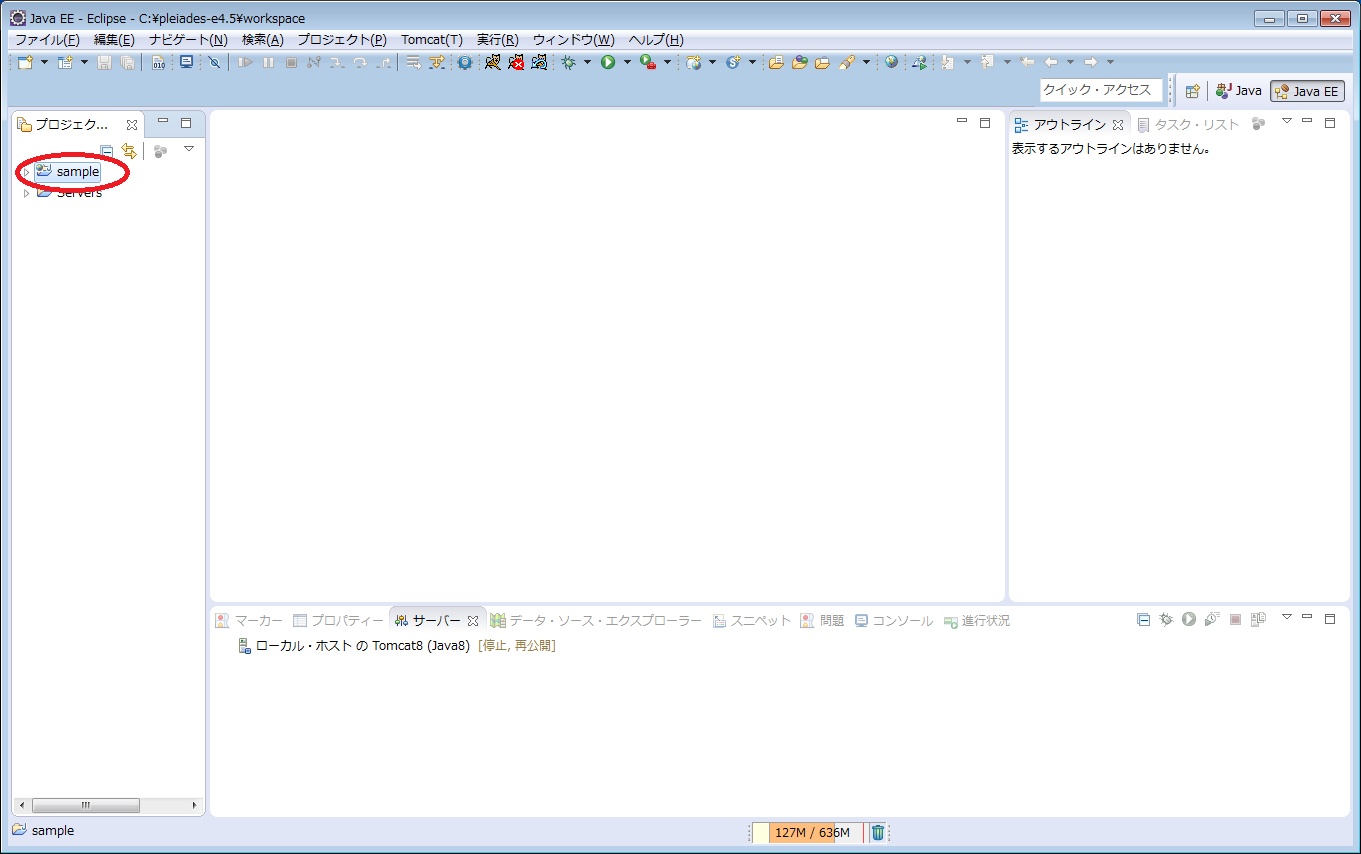 Java EE - Eclipse - C:¥pleiades-e4.5¥workspace
ファイル(F) 編集(E) ナビゲート(N) 検索(A) プロジェクト(P) Tomcat(T) 実行(R) ウィンドウ(W) ヘルプ(H)
010
クイック・アクセス Java Java EE
プロジェク... アウトライン タスク・リスト
表示するアウトラインはありません。
sample
Servers
マーカー プロパティー サーバー データ・ソース・エクスプローラー スニペット 問題 コンソール 進行状況
ローカル・ホスト の Tomcat8 (Java8) [停止, 再公開]
sample 127M / 636M